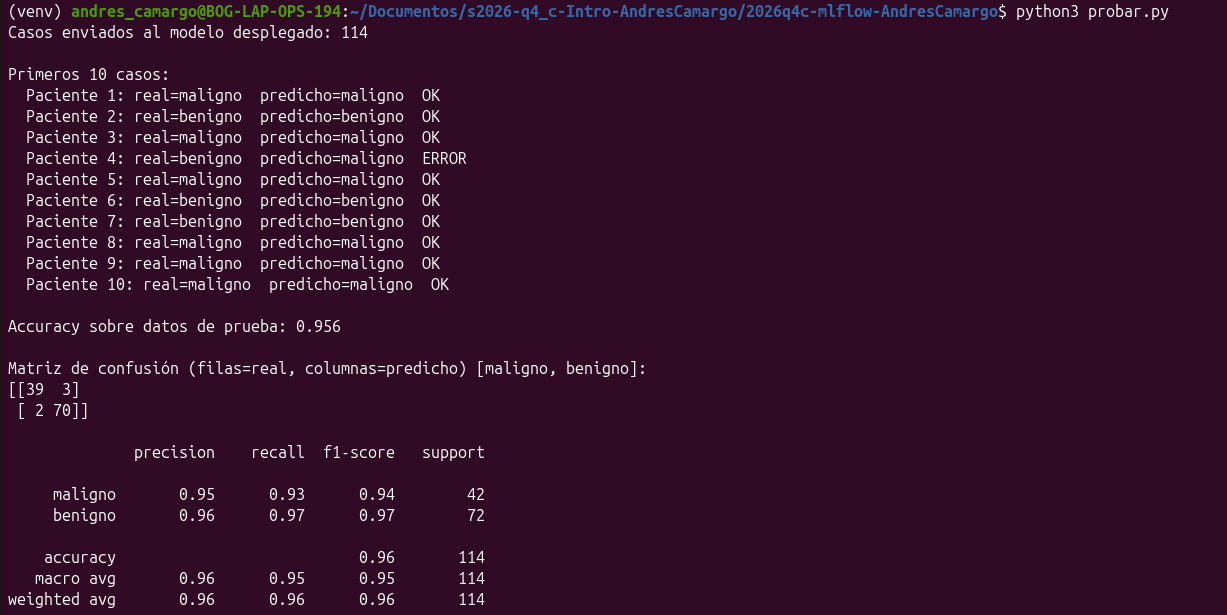 (venv) andres_camargo@BOG-LAP-OPS-194:~/Documentos/s2026-q4_c-Intro-AndresCamargo/2026q4c-mlflow-AndresCamargo$ python3 probar.py
Casos enviados al modelo desplegado: 114
Primeros 10 casos:
Paciente 1: real=maligno predicho=maligno OK
Paciente 2: real=benigno predicho=benigno OK
Paciente 3: real=maligno predicho=maligno OK
Paciente 4: real=benigno predicho=maligno ERROR
Paciente 5: real=maligno predicho=maligno OK
Paciente 6: real=benigno predicho=benigno OK
Paciente 7: real=benigno predicho=benigno OK
Paciente 8: real=maligno predicho=maligno OK
Paciente 9: real=maligno predicho=maligno OK
Paciente 10: real=maligno predicho=maligno OK
Accuracy sobre datos de prueba: 0.956
Matriz de confusión (filas=real, columnas=predicho) [maligno, benigno]:
[[39  3]
 [ 2 70]]
precision recall f1-score support
maligno 0.95 0.93 0.94 42
benigno 0.96 0.97 0.97 72
accuracy 0.96 114
macro avg 0.96 0.95 0.95 114
weighted avg 0.96 0.96 0.96 114